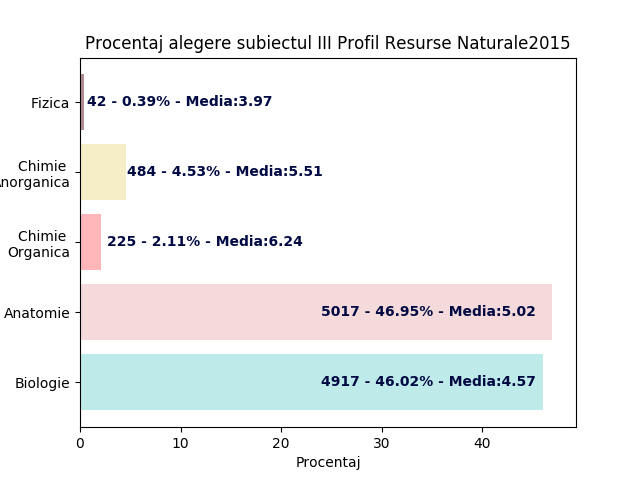 Procentaj alegere subiectul III Profil Resurse Naturale2015
Fizica
42 - 0.39% - Media:3.97
Chimie
norganica
484 - 4.53% - Media:5.51
Chimie
Organica
225 - 2.11% - Media:6.24
Anatomie
5017 - 46.95% - Media:5.02
Biologie
4917 - 46.02% - Media:4.57
0 10 20 30 40
Procentaj